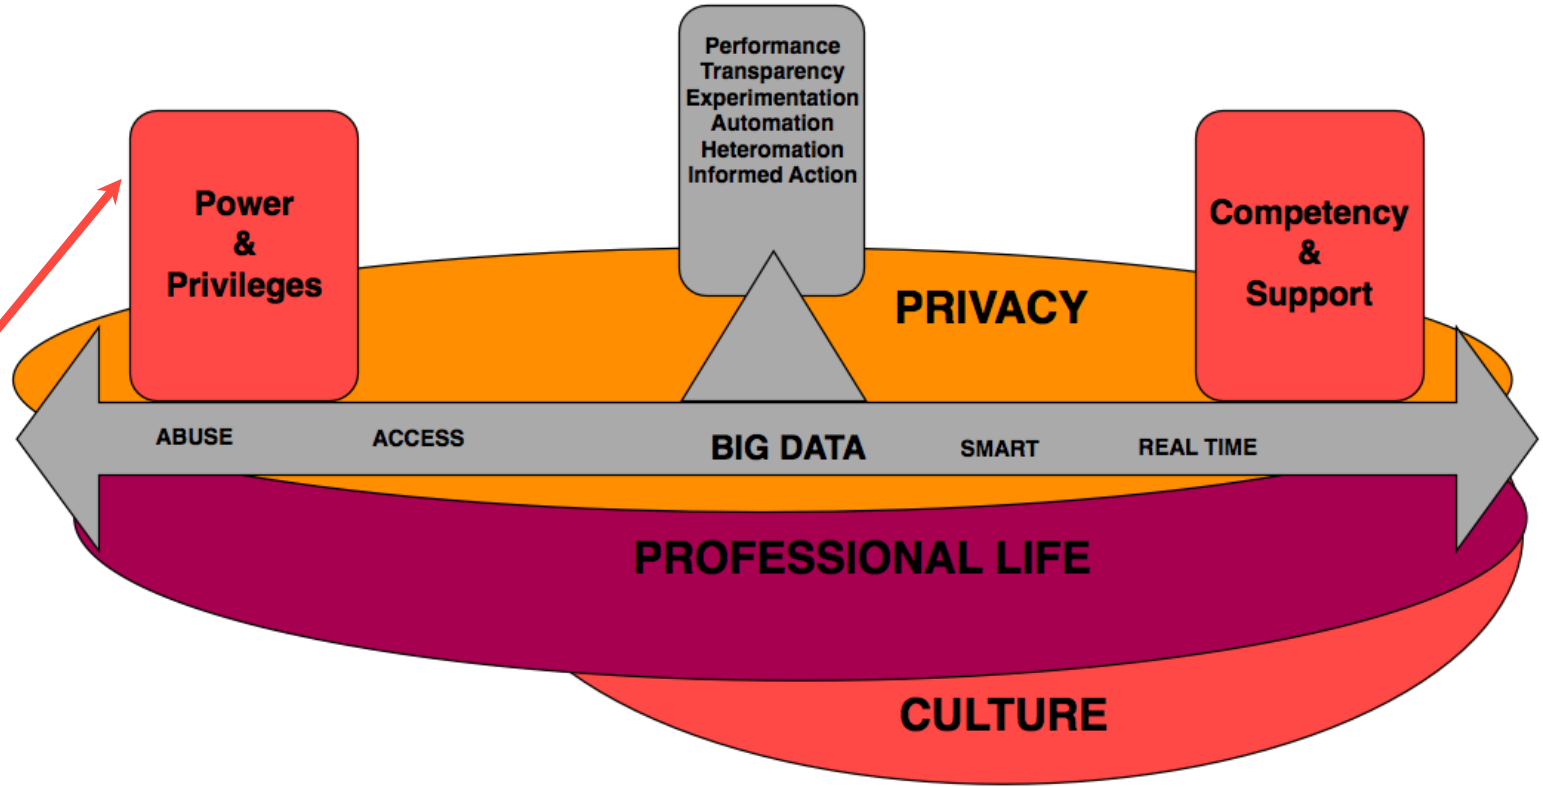 Performance
Transparency
Experimentation
Automation
Heteromation
Informed Action
Power
&
Privileges
Competency
&
Support
PRIVACY
ABUSE
ACCESS
BIG DATA
SMART
REAL TIME
PROFESSIONAL LIFE
CULTURE